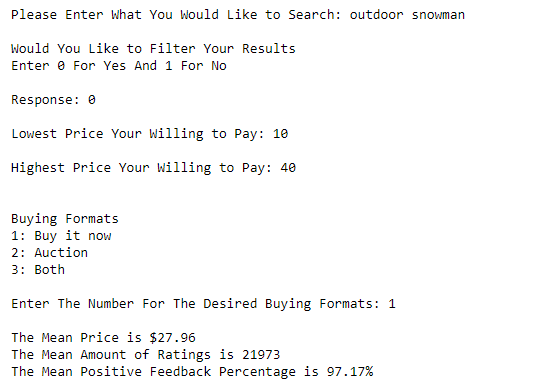 Please Enter What You Would Like to Search: outdoor snowman
Would You Like to Filter Your Results
Enter 0 For Yes And 1 For No
Response: 0
Lowest Price Your Willing to Pay: 10
Highest Price Your Willing to Pay: 40
Buying Formats
1: Buy it now
2: Auction
3: Both
Enter The Number For The Desired Buying Formats: 1
The Mean Price is $27.96
The Mean Amount of Ratings is 21973
The Mean Positive Feedback Percentage is 97.17%